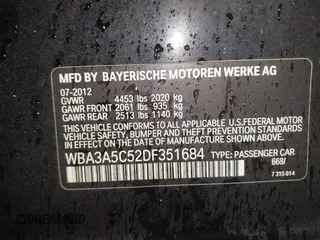 MFD BY BAYERISCHE MOTOREN WERKE AG
07-2012
GVWR 4453 lbs 2020 kg
GAWR FRONT 2061 lbs 935 kg
GAWR REAR 2513 lbs 1140 kg
THIS VEHICLE CONFORMS TO ALL APPLICABLE U.S. FEDERAL MOTOR
VEHICLE SAFETY, BUMPER AND THEFT PREVENTION STANDARDS IN
EFFECT ON THE DATE OF MANUFACTURE SHOWN ABOVE.
WBA3A5C52DF351684 TYPE: PASSENGER CAR
668/
7 315 814